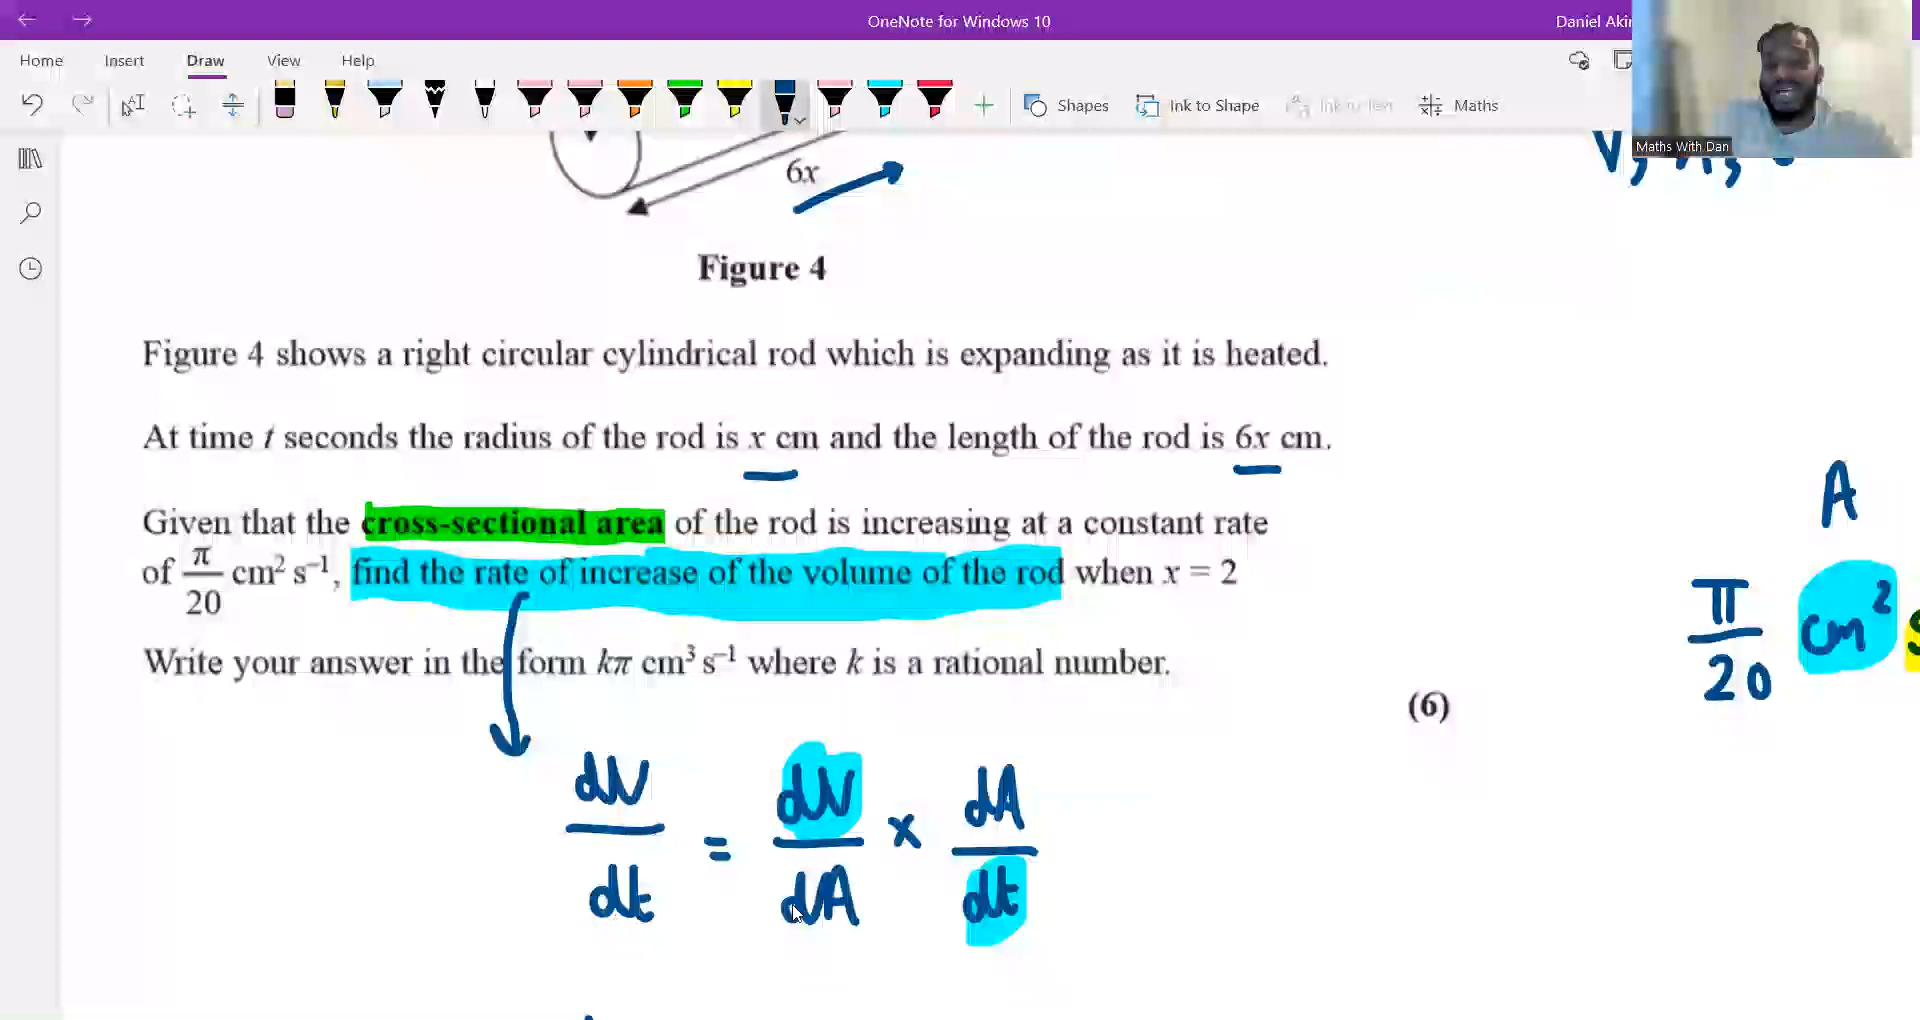 OneNote for Windows 10
Daniel Akin
Home Insert Draw View Help
Shapes Ink to Shape Ink to Text Maths
Maths With Dan
6x
Figure 4
Figure 4 shows a right circular cylindrical rod which is expanding as it is heated.
At time t seconds the radius of the rod is x cm and the length of the rod is 6x cm.
Given that the cross-sectional area of the rod is increasing at a constant rate
of π/20 cm² s⁻¹, find the rate of increase of the volume of the rod when x = 2
Write your answer in the form kπ cm³ s⁻¹ where k is a rational number.
(6)
A
π/20 cm² s
dV/dt = dV/dA × dA/dt